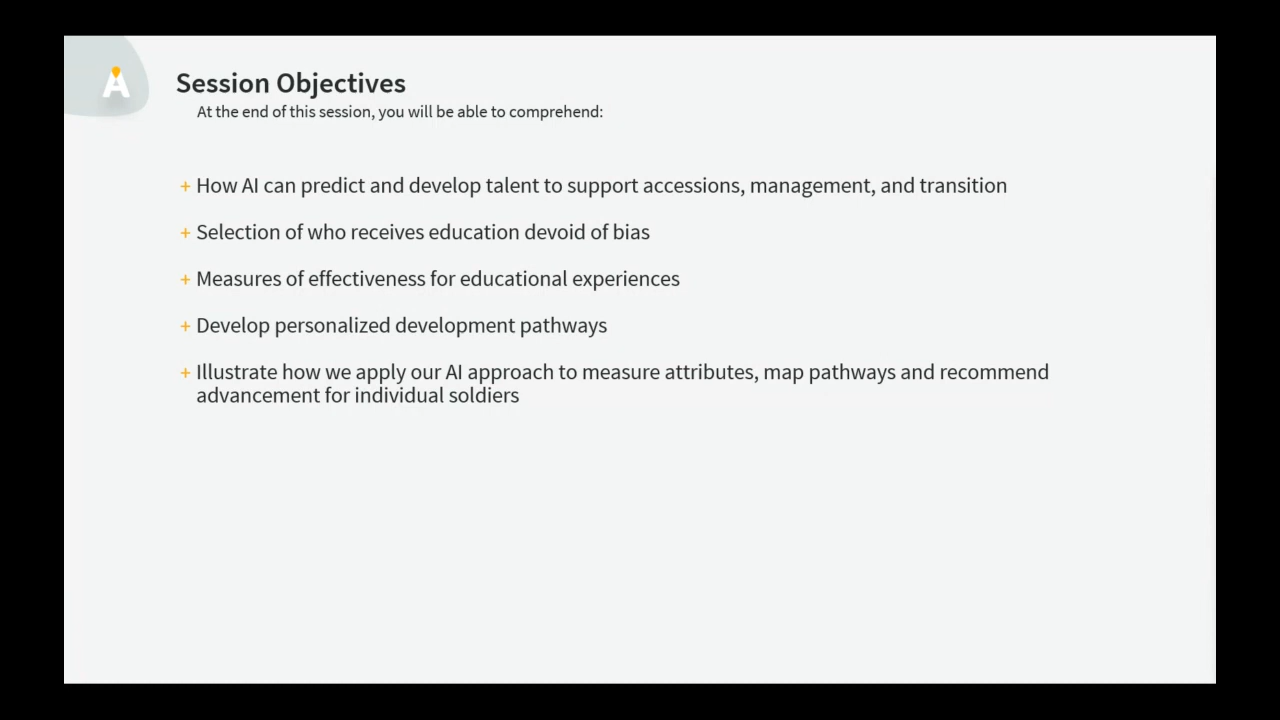 A
Session Objectives
At the end of this session, you will be able to comprehend:
+ How AI can predict and develop talent to support accessions, management, and transition
+ Selection of who receives education devoid of bias
+ Measures of effectiveness for educational experiences
+ Develop personalized development pathways
+ Illustrate how we apply our AI approach to measure attributes, map pathways and recommend
advancement for individual soldiers